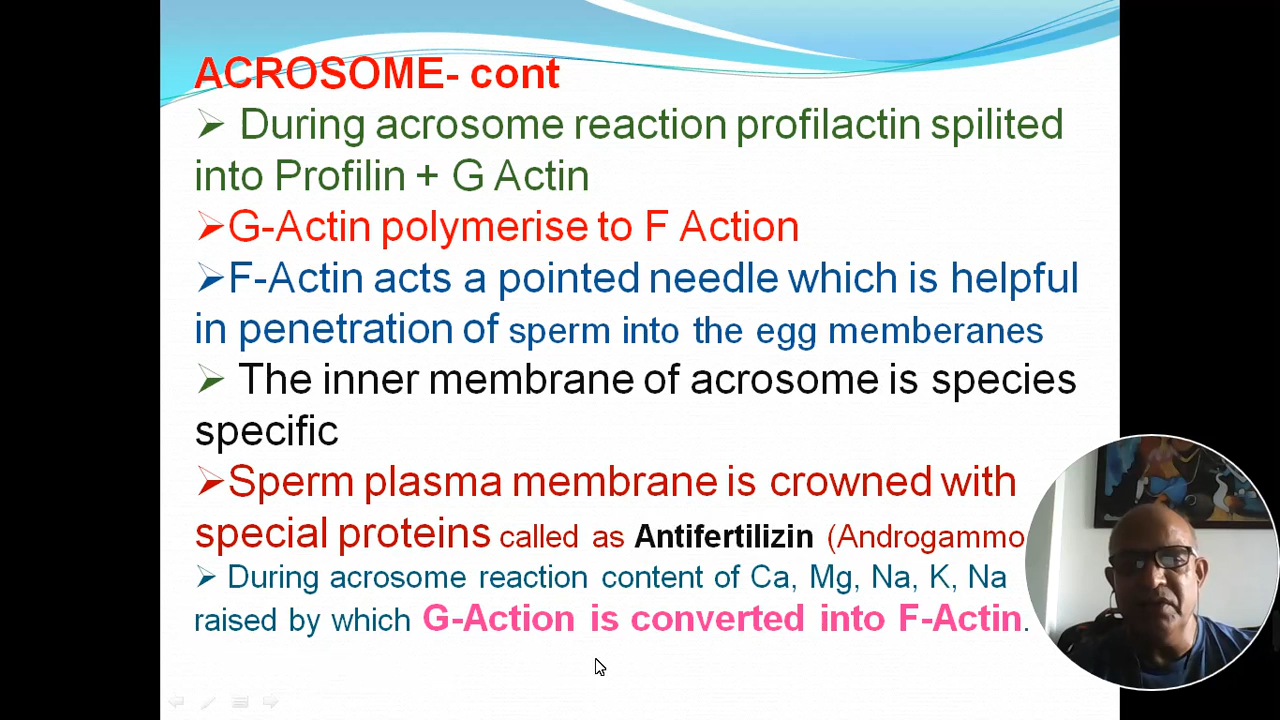 ACROSOME- cont
➢ During acrosome reaction profilactin spilited
into Profilin + G Actin
➢G-Actin polymerise to F Action
➢F-Actin acts a pointed needle which is helpful
in penetration of sperm into the egg memberanes
➢ The inner membrane of acrosome is species
specific
➢Sperm plasma membrane is crowned with
special proteins called as Antifertilizin (Androgammo
➢ During acrosome reaction content of Ca, Mg, Na, K, Na
raised by which G-Action is converted into F-Actin.